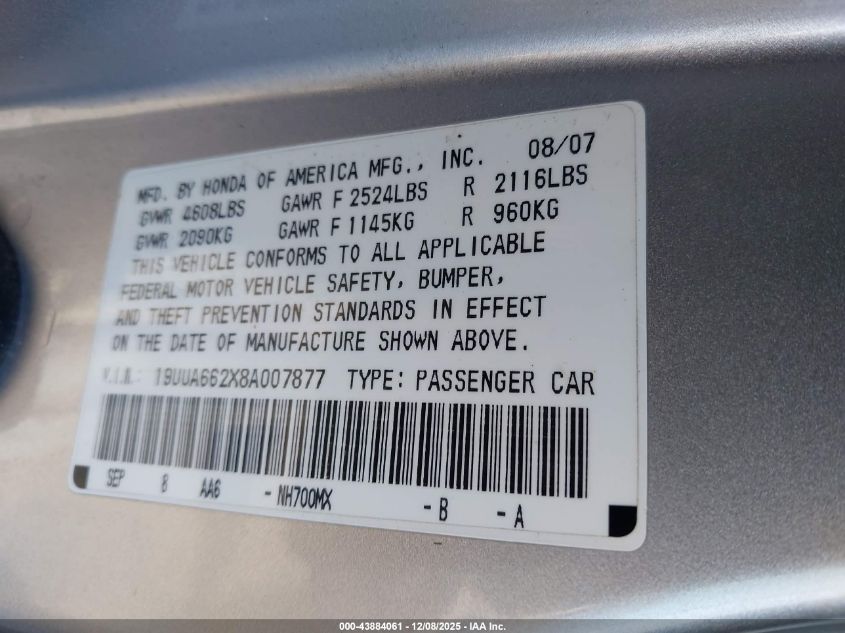 MFD. BY HONDA OF AMERICA MFG., INC. 08/07
GVWR 4608LBS GAWR F 2524LBS R 2116LBS
GVWR 2090KG GAWR F 1145KG R 960KG
THIS VEHICLE CONFORMS TO ALL APPLICABLE
FEDERAL MOTOR VEHICLE SAFETY, BUMPER,
AND THEFT PREVENTION STANDARDS IN EFFECT
ON THE DATE OF MANUFACTURE SHOWN ABOVE.
V.I.N.: 19UUA662X8A007877 TYPE: PASSENGER CAR
SEP 8 AA6 - NH700MX - B - A
000-43884061 - 12/08/2025 - IAA Inc.